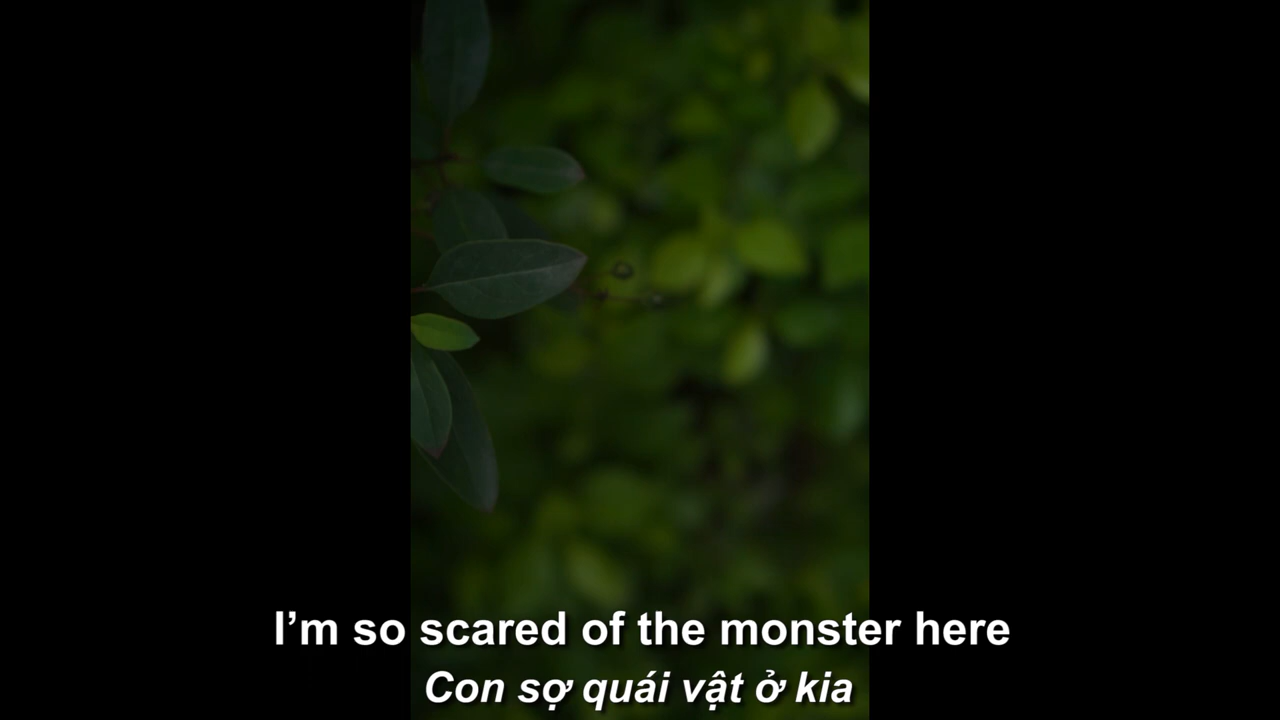 I’m so scared of the monster here
Con sợ quái vật ở kia